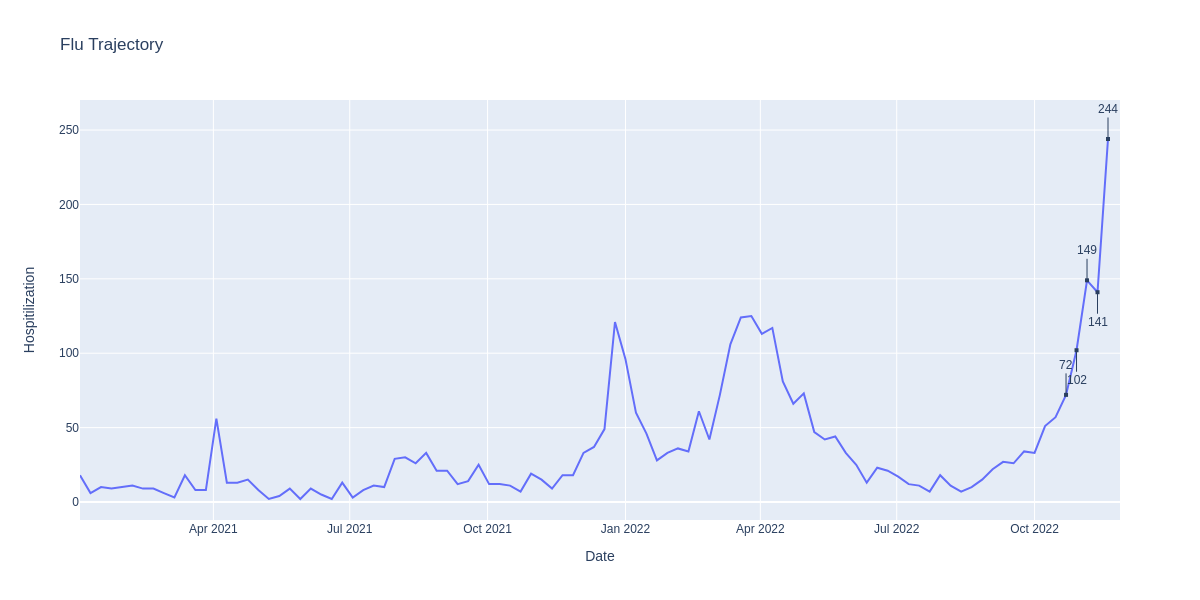 Flu Trajectory
Hospitilization
250
200
150
100
50
0
244
149
141
72
102
Apr 2021
Jul 2021
Oct 2021
Jan 2022
Apr 2022
Jul 2022
Oct 2022
Date